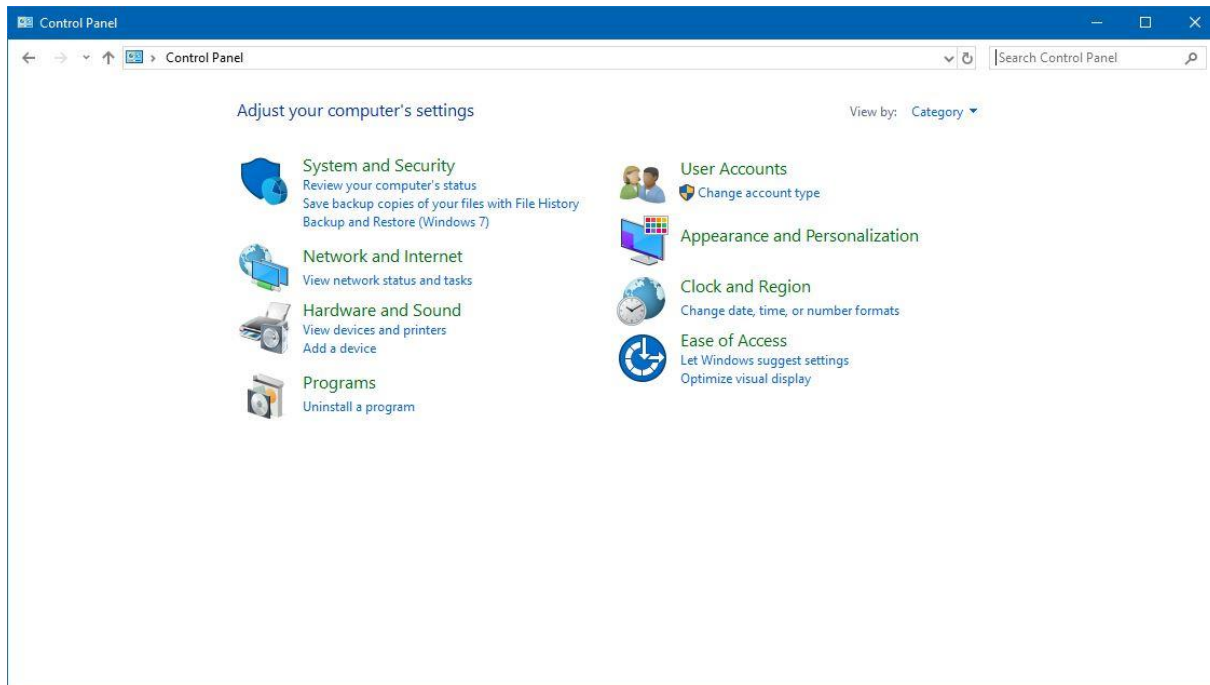 Control Panel
Control Panel
Search Control Panel
Adjust your computer's settings
View by: Category
System and Security
Review your computer's status
Save backup copies of your files with File History
Backup and Restore (Windows 7)
Network and Internet
View network status and tasks
Hardware and Sound
View devices and printers
Add a device
Programs
Uninstall a program
User Accounts
Change account type
Appearance and Personalization
Clock and Region
Change date, time, or number formats
Ease of Access
Let Windows suggest settings
Optimize visual display